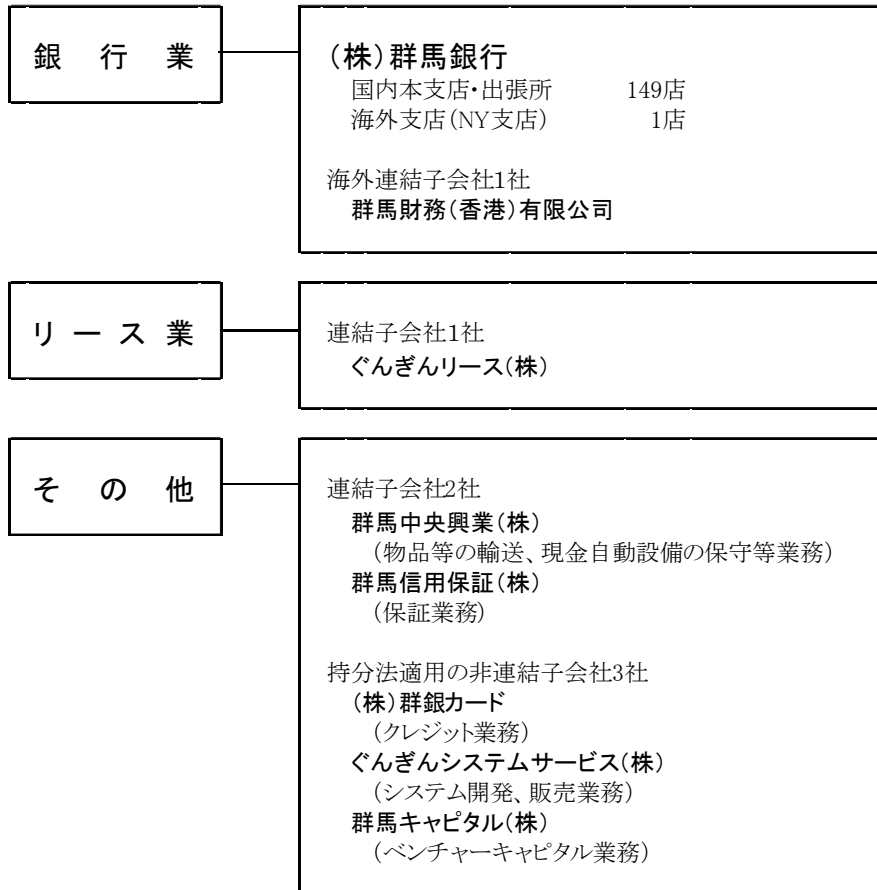 銀行業
(株)群馬銀行
国内本支店・出張所 149店
海外支店(NY支店) 1店
海外連結子会社1社
群馬財務(香港)有限公司
リース業
連結子会社1社
ぐんぎんリース(株)
その他
連結子会社2社
群馬中央興業(株)
(物品等の輸送、現金自動設備の保守等業務)
群馬信用保証(株)
(保証業務)
持分法適用の非連結子会社3社
(株)群銀カード
(クレジット業務)
ぐんぎんシステムサービス(株)
(システム開発、販売業務)
群馬キャピタル(株)
(ベンチャーキャピタル業務)